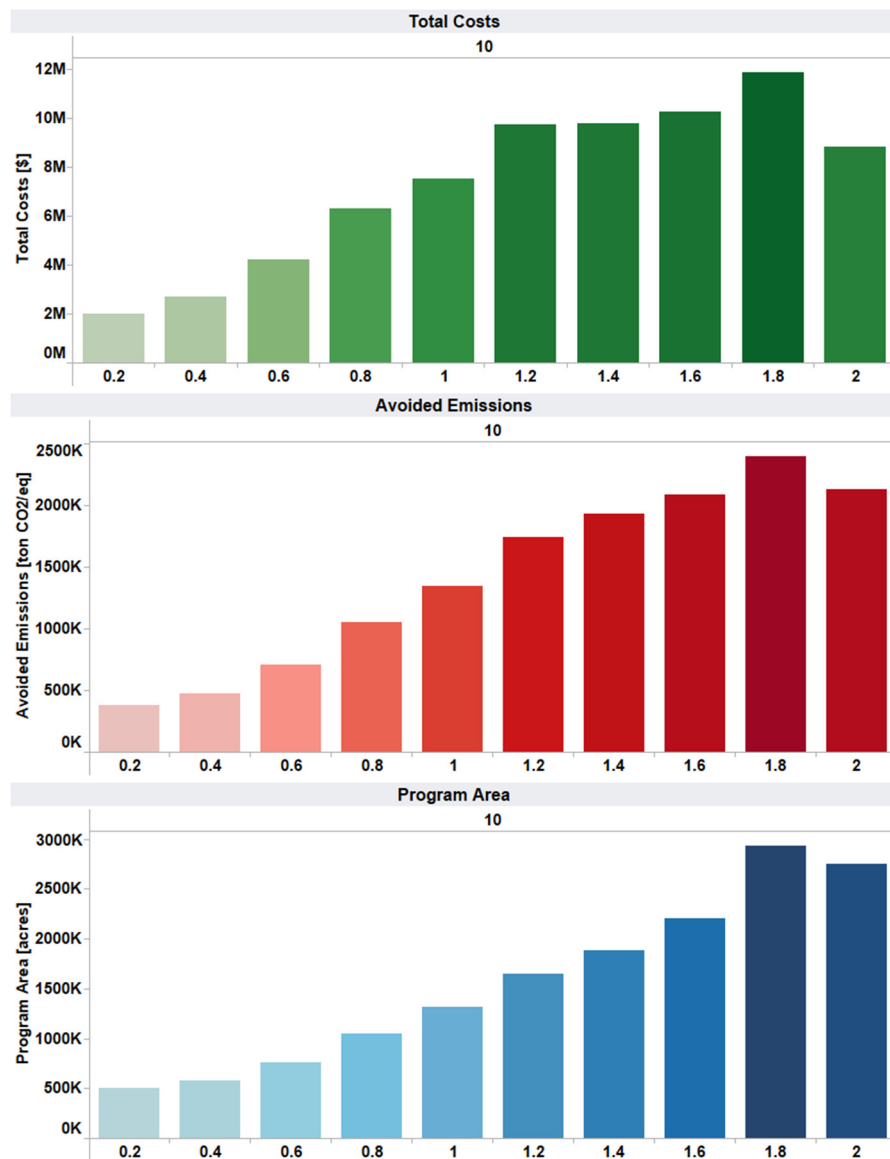 Total Costs
10
12M
10M
8M
6M
4M
2M
0M
Total Costs [$]
0.2 0.4 0.6 0.8 1 1.2 1.4 1.6 1.8 2
Avoided Emissions
10
2500K
2000K
1500K
1000K
500K
0K
Avoided Emissions [ton CO2/eq]
0.2 0.4 0.6 0.8 1 1.2 1.4 1.6 1.8 2
Program Area
10
3000K
2500K
2000K
1500K
1000K
500K
0K
Program Area [acres]
0.2 0.4 0.6 0.8 1 1.2 1.4 1.6 1.8 2